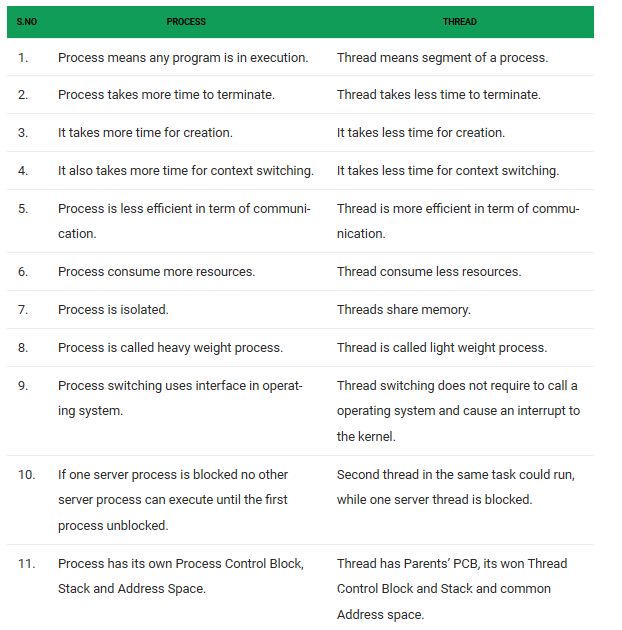 S.NO PROCESS THREAD
1. Process means any program is in execution. Thread means segment of a process.
2. Process takes more time to terminate. Thread takes less time to terminate.
3. It takes more time for creation. It takes less time for creation.
4. It also takes more time for context switching. It takes less time for context switching.
5. Process is less efficient in term of communi- Thread is more efficient in term of commu-
cation. nication.
6. Process consume more resources. Thread consume less resources.
7. Process is isolated. Threads share memory.
8. Process is called heavy weight process. Thread is called light weight process.
9. Process switching uses interface in operat- Thread switching does not require to call a
ing system. operating system and cause an interrupt to
the kernel.
10. If one server process is blocked no other Second thread in the same task could run,
server process can execute until the first while one server thread is blocked.
process unblocked.
11. Process has its own Process Control Block, Thread has Parents’ PCB, its won Thread
Stack and Address Space. Control Block and Stack and common
Address space.